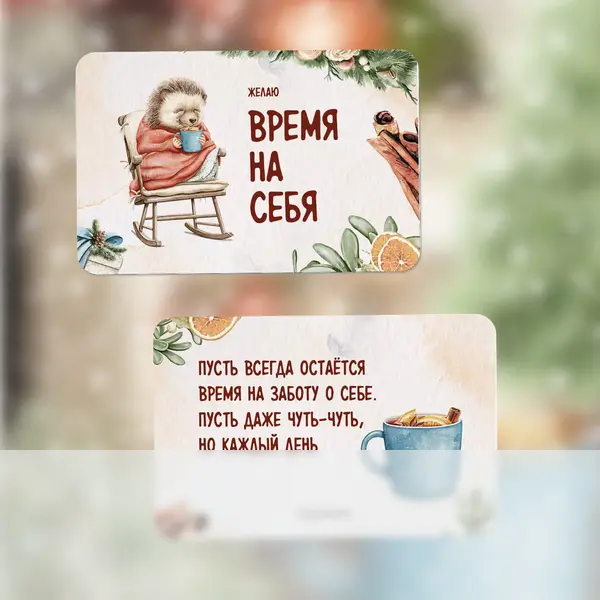 ЖЕЛАЮ
ВРЕМЯ
НА
СЕБЯ
ПУСТЬ ВСЕГДА ОСТАЁТСЯ
ВРЕМЯ НА ЗАБОТУ О СЕБЕ.
ПУСТЬ ДАЖЕ ЧУТЬ-ЧУТЬ,
НО КАЖДЫЙ ДЕНЬ